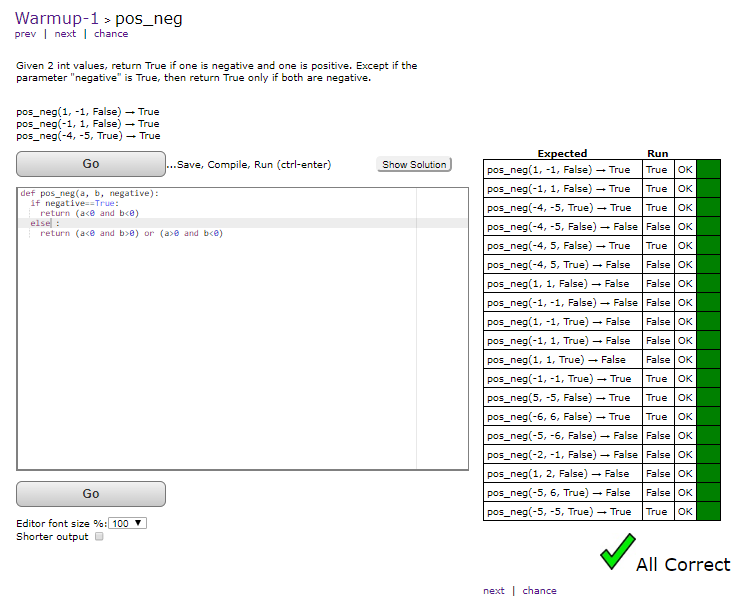 Warmup-1 > pos_neg
prev | next | chance
Given 2 int values, return True if one is negative and one is positive. Except if the
parameter "negative" is True, then return True only if both are negative.
pos_neg(1, -1, False) → True
pos_neg(-1, 1, False) → True
pos_neg(-4, -5, True) → True
Go
...Save, Compile, Run (ctrl-enter)
Show Solution
def pos_neg(a, b, negative):
  if negative==True:
    return (a<0 and b<0)
  else :
    return (a<0 and b>0) or (a>0 and b<0)
Go
Editor font size %: 100 ▼
Shorter output
Expected Run
pos_neg(1, -1, False) → True True OK
pos_neg(-1, 1, False) → True True OK
pos_neg(-4, -5, True) → True True OK
pos_neg(-4, -5, False) → False False OK
pos_neg(-4, 5, False) → True True OK
pos_neg(-4, 5, True) → False False OK
pos_neg(1, 1, False) → False False OK
pos_neg(-1, -1, False) → False False OK
pos_neg(1, -1, True) → False False OK
pos_neg(-1, 1, True) → False False OK
pos_neg(1, 1, True) → False False OK
pos_neg(-1, -1, True) → True True OK
pos_neg(5, -5, False) → True True OK
pos_neg(-6, 6, False) → True True OK
pos_neg(-5, -6, False) → False False OK
pos_neg(-2, -1, False) → False False OK
pos_neg(1, 2, False) → False False OK
pos_neg(-5, 6, True) → False False OK
pos_neg(-5, -5, True) → True True OK
All Correct
next | chance